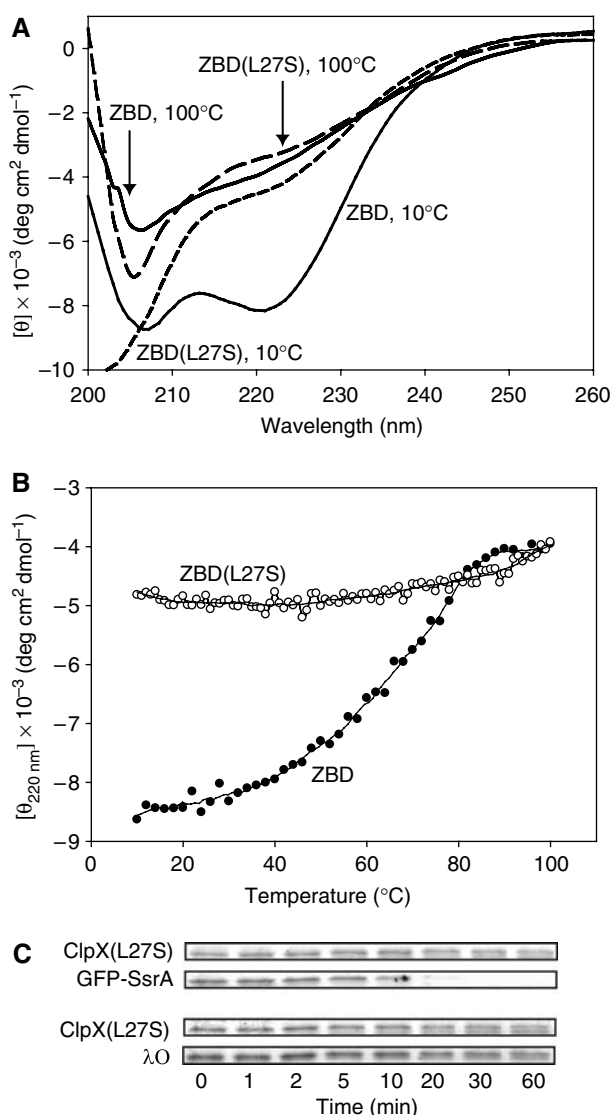 A
0
−2
−4
−6
−8
−10
[θ] × 10⁻³ (deg cm² dmol⁻¹)
ZBD(L27S), 100°C
ZBD, 100°C
ZBD, 10°C
ZBD(L27S), 10°C
200 210 220 230 240 250 260
Wavelength (nm)
B
−3
−4
−5
−6
−7
−8
−9
[θ220 nm] × 10⁻³ (deg cm² dmol⁻¹)
ZBD(L27S)
ZBD
0 20 40 60 80 100
Temperature (°C)
C
ClpX(L27S)
GFP-SsrA
ClpX(L27S)
λO
0 1 2 5 10 20 30 60
Time (min)